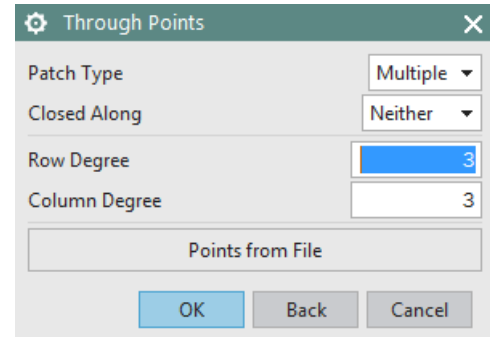 Through Points
Patch Type Multiple
Closed Along Neither
Row Degree 3
Column Degree 3
Points from File
OK Back Cancel